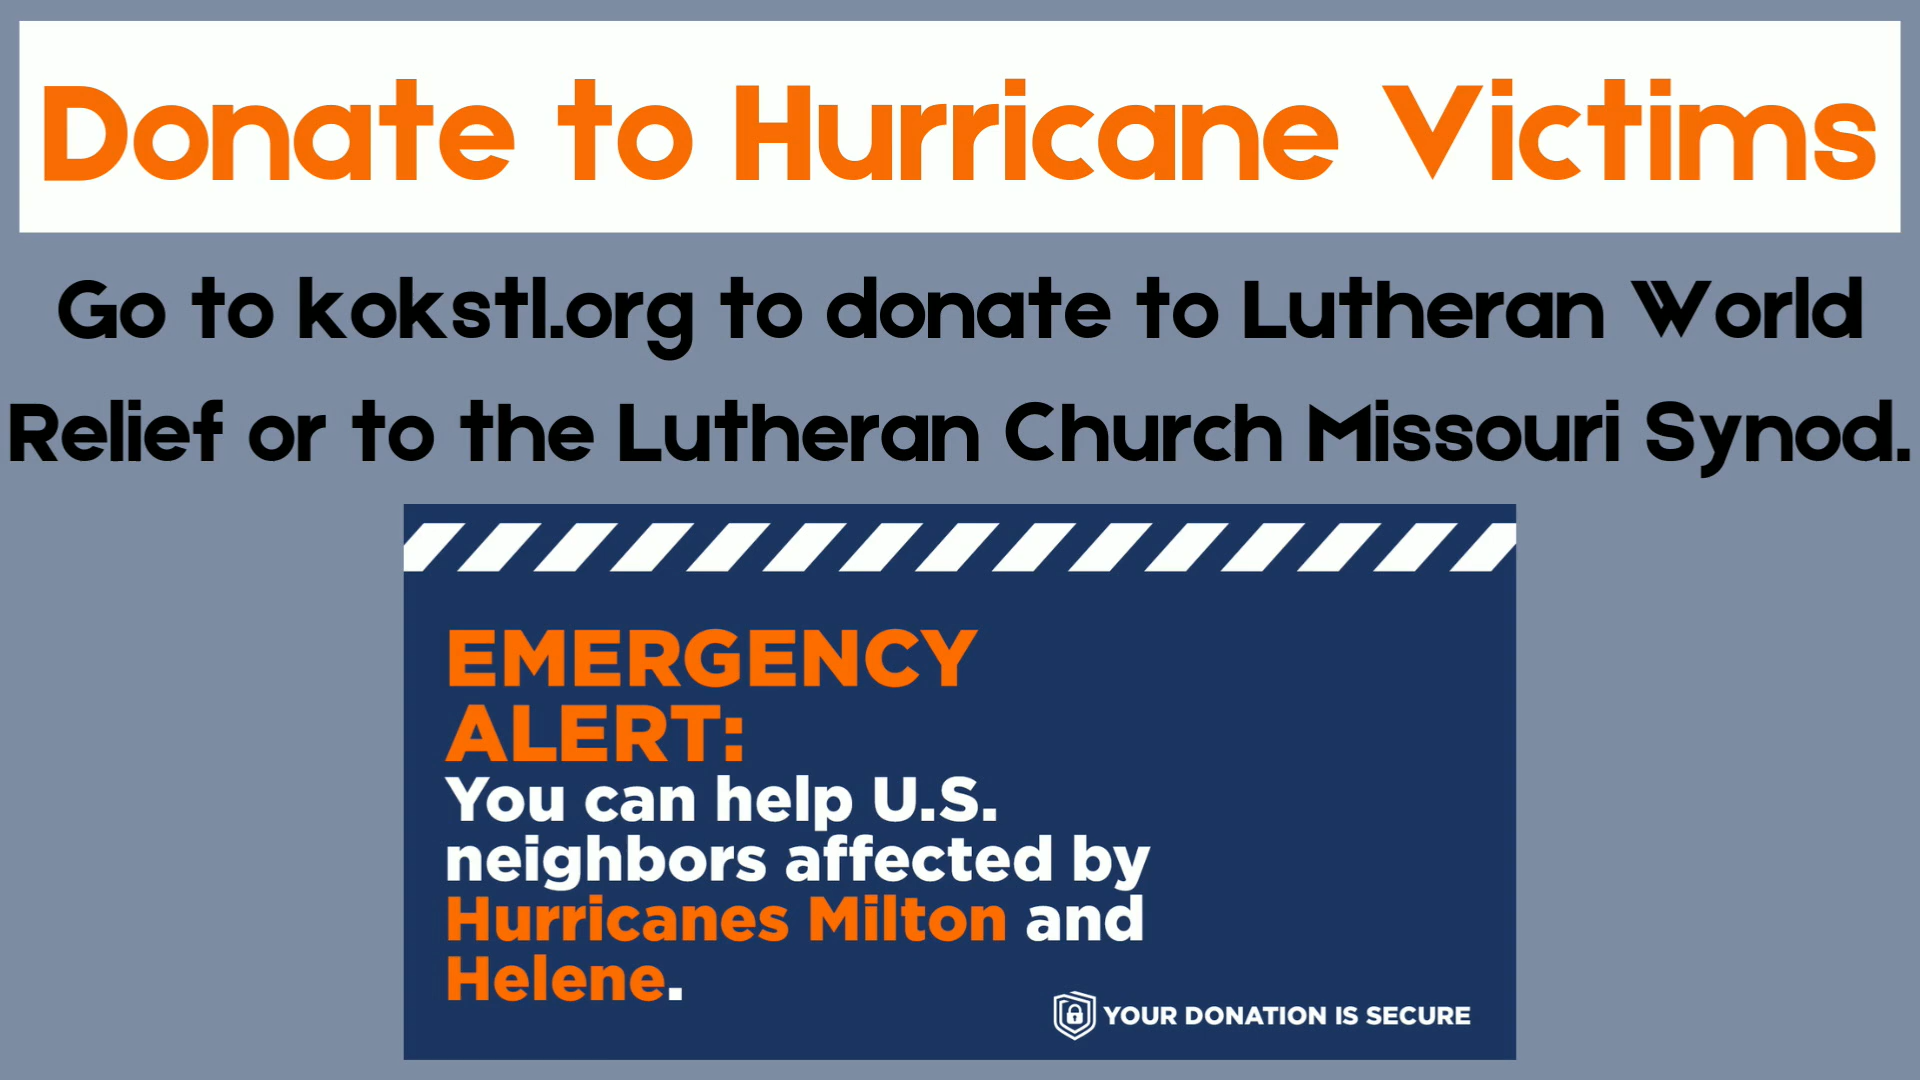 Donate to Hurricane Victims
Go to kokstl.org to donate to Lutheran World
Relief or to the Lutheran Church Missouri Synod.
EMERGENCY
ALERT:
You can help U.S.
neighbors affected by
Hurricanes Milton and
Helene.
YOUR DONATION IS SECURE